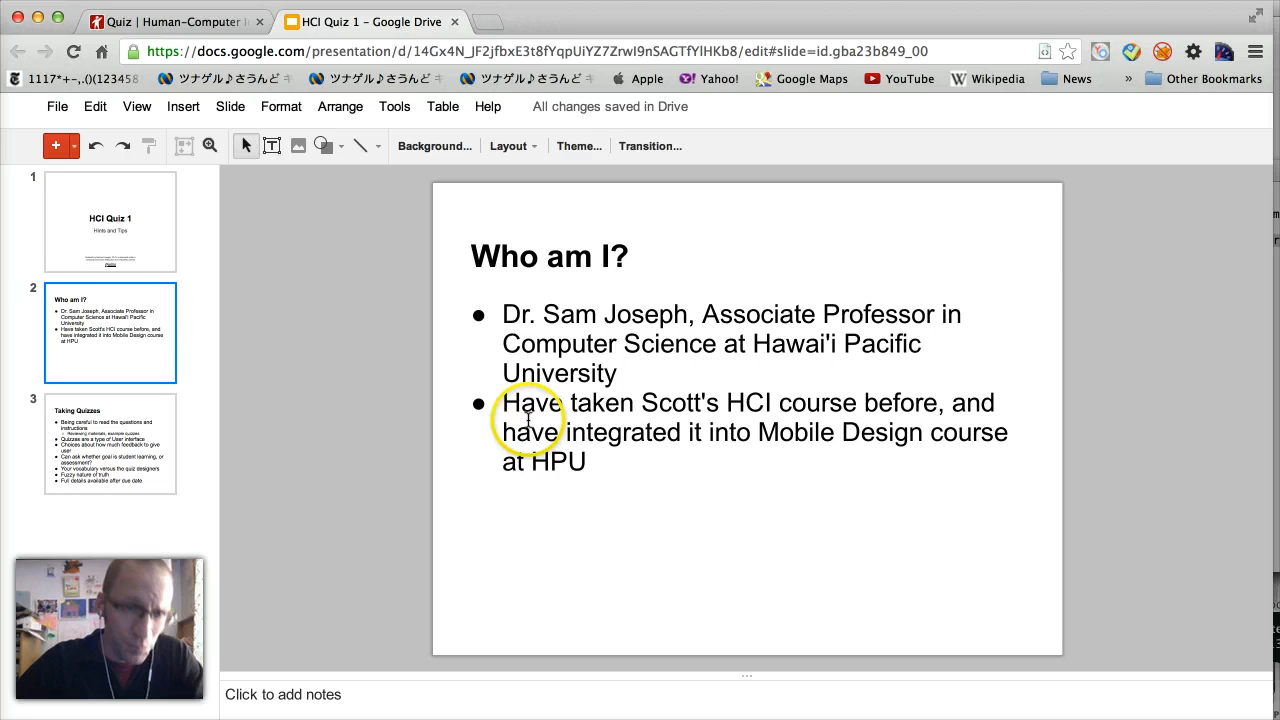 Quiz | Human-Computer I
HCI Quiz 1 - Google Drive
https://docs.google.com/presentation/d/14Gx4N_JF2jfbxE3t8fYqpUiYZ7ZrwI9nSAGTfYlHKb8/edit#slide=id.gba23b849_00
1117*+-,.()(123458
ツナゲル♪さうんど キ
ツナゲル♪さうんど キ
ツナゲル♪さうんど キ
Apple
Yahoo!
Google Maps
YouTube
Wikipedia
News
»
Other Bookmarks
File Edit View Insert Slide Format Arrange Tools Table Help All changes saved in Drive
Background... Layout Theme... Transition...
1
HCI Quiz 1
Hints and Tips
2
Who am I?
● Dr. Sam Joseph, Associate Professor in
Computer Science at Hawai'i Pacific
University
● Have taken Scott's HCI course before, and
have integrated it into Mobile Design course
at HPU
3
Taking Quizzes
● Being careful to read the questions and
instructions
○ Reviewing materials, example quizzes
● Quizzes are a type of User Interface
● Choices about how much feedback to give
user
● Can ask whether goal is student learning, or
assessment?
● Your vocabulary versus the quiz designers
● Fuzzy nature of truth
● Full details available after due date
Who am I?
● Dr. Sam Joseph, Associate Professor in
Computer Science at Hawai'i Pacific
University
● Have taken Scott's HCI course before, and
have integrated it into Mobile Design course
at HPU
Click to add notes